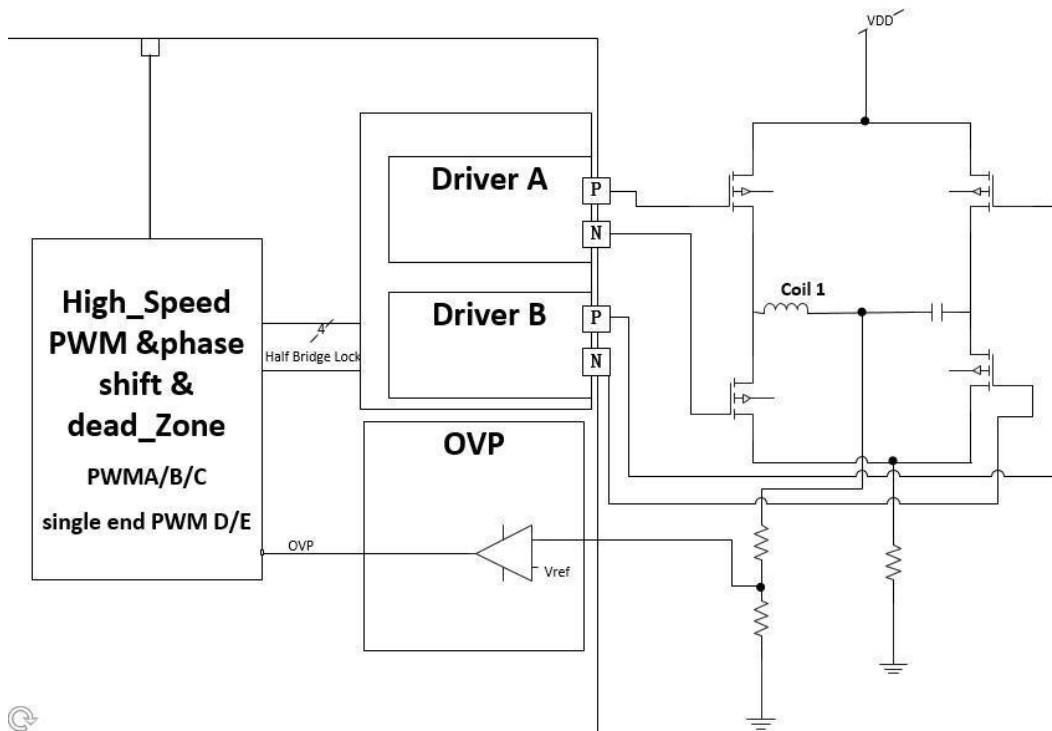 VDD
Driver A
P
N
High_Speed
PWM &phase
shift &
dead_Zone
PWMA/B/C
single end PWM D/E
4
Half Bridge Lock
Driver B
P
N
Coil 1
OVP
OVP
Vref